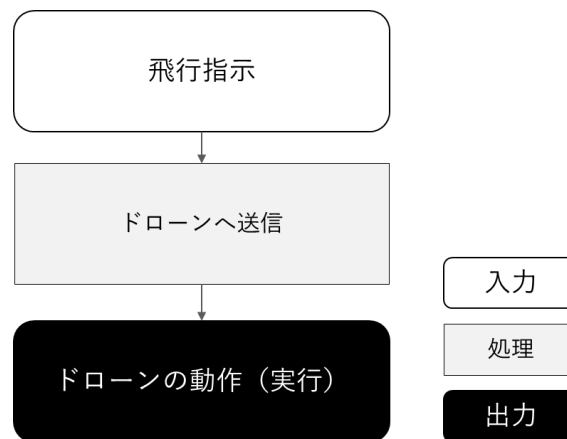 飛行指示
ドローンへ送信
ドローンの動作（実行）
入力
処理
出力